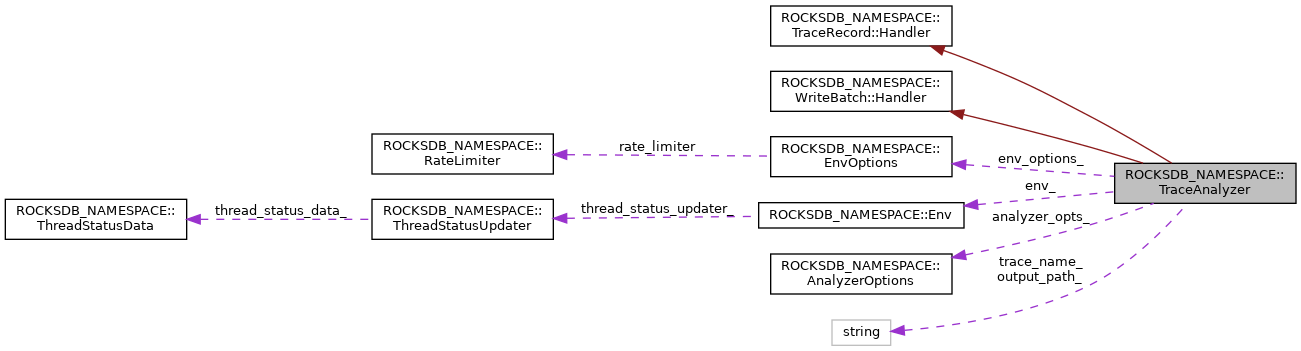 ROCKSDB_NAMESPACE::
TraceRecord::Handler
ROCKSDB_NAMESPACE::
WriteBatch::Handler
ROCKSDB_NAMESPACE::
RateLimiter
rate_limiter
ROCKSDB_NAMESPACE::
EnvOptions
env_options_
ROCKSDB_NAMESPACE::
TraceAnalyzer
ROCKSDB_NAMESPACE::
ThreadStatusData
thread_status_data_
ROCKSDB_NAMESPACE::
ThreadStatusUpdater
thread_status_updater_
ROCKSDB_NAMESPACE::Env
env_
analyzer_opts_
ROCKSDB_NAMESPACE::
AnalyzerOptions
trace_name_
output_path_
string